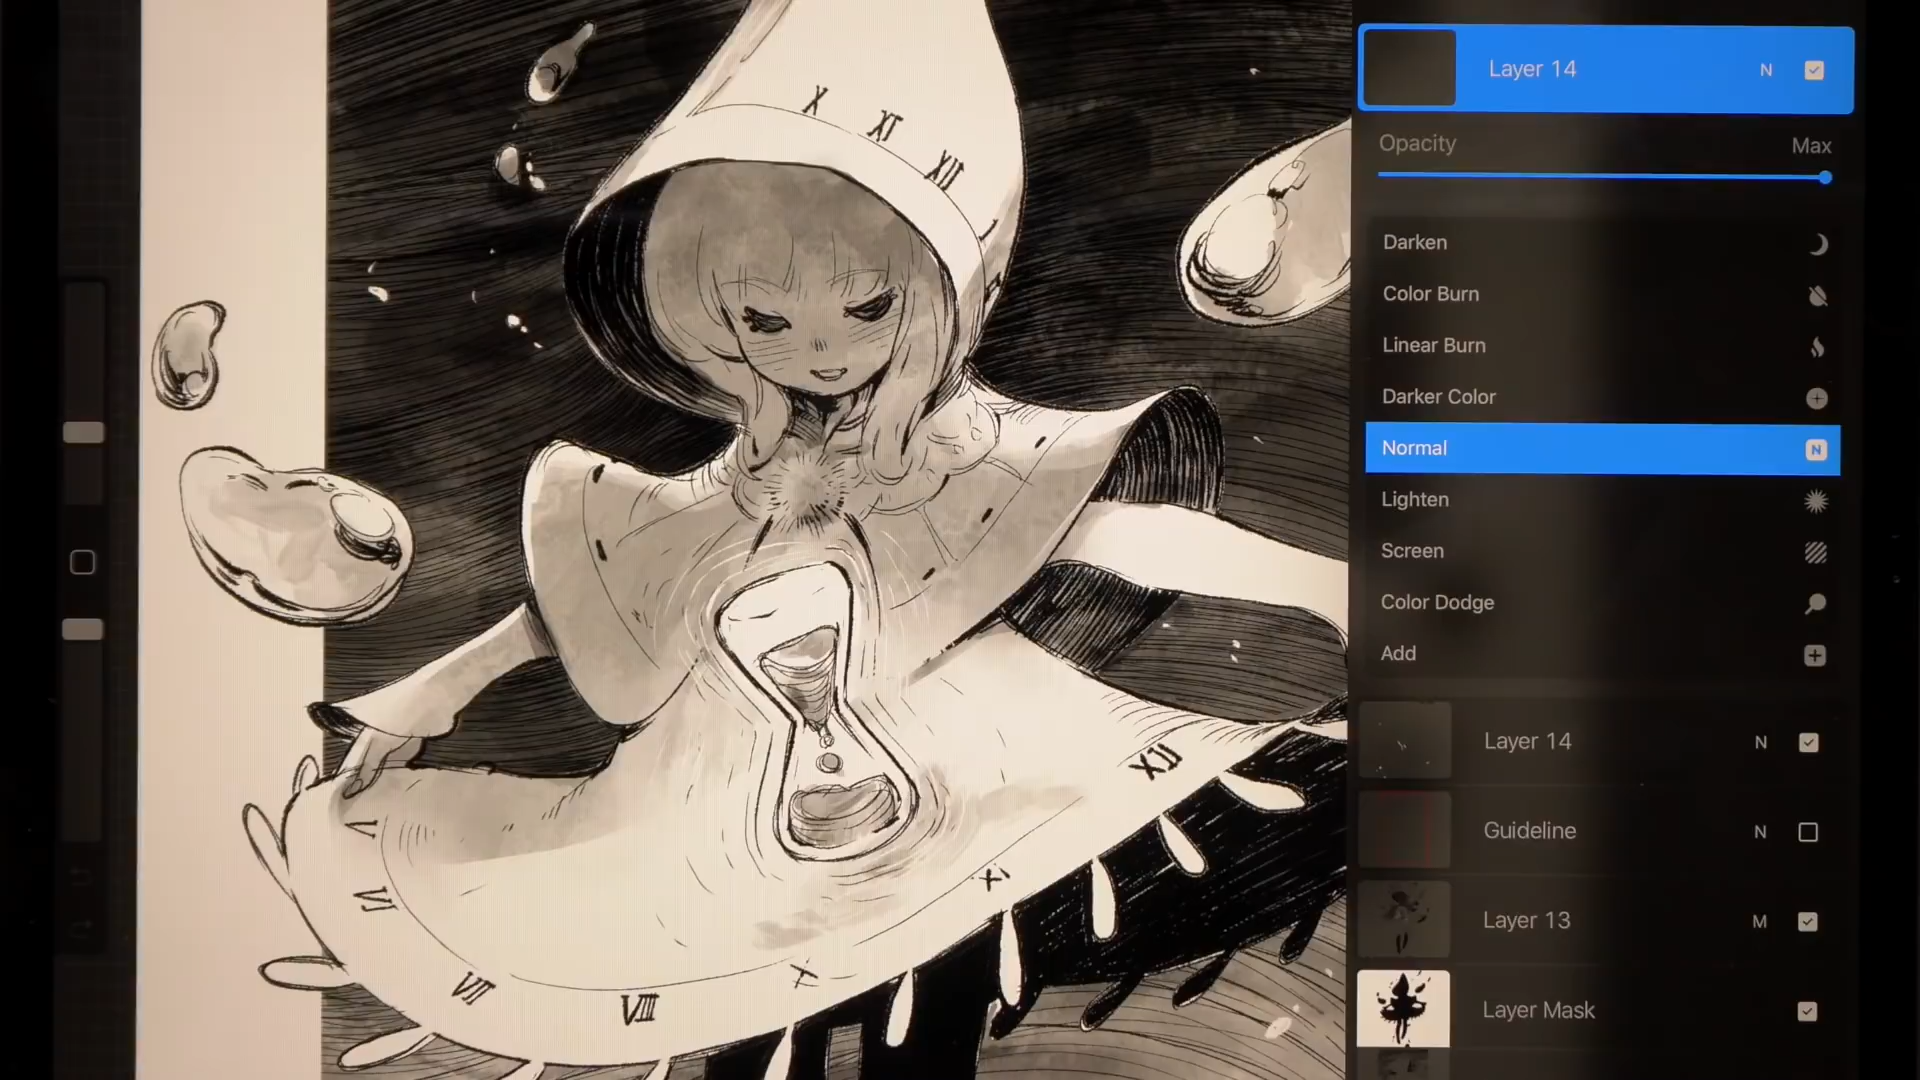 X
XI
XII
V
VI
VII
VIII
X
XI
XII
Layer 14 N
Opacity Max
Darken
Color Burn
Linear Burn
Darker Color
Normal N
Lighten
Screen
Color Dodge
Add
Layer 14 N
Guideline N
Layer 13 M
Layer Mask